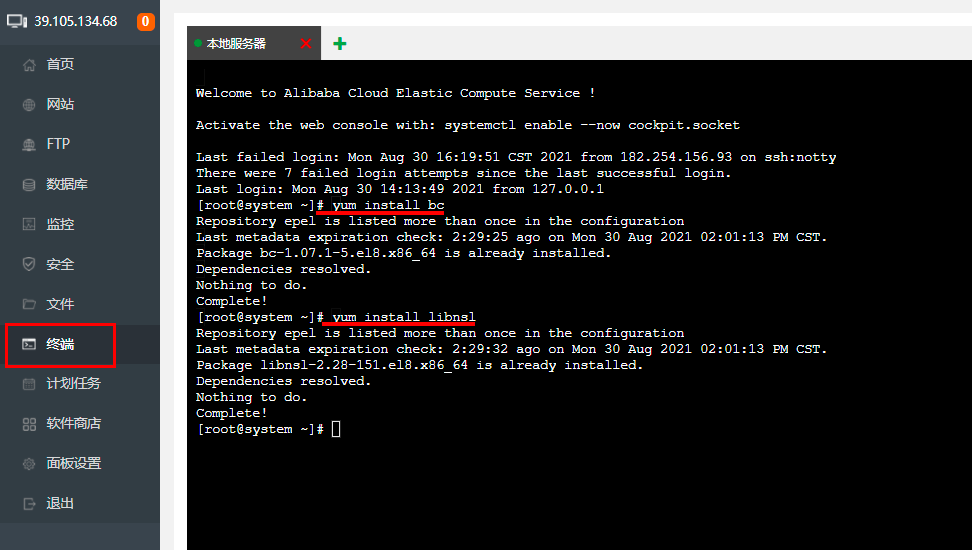 39.105.134.68 0
首页
网站
FTP
数据库
监控
安全
文件
终端
计划任务
软件商店
面板设置
退出
本地服务器
Welcome to Alibaba Cloud Elastic Compute Service !
Activate the web console with: systemctl enable --now cockpit.socket
Last failed login: Mon Aug 30 16:19:51 CST 2021 from 182.254.156.93 on ssh:notty
There were 7 failed login attempts since the last successful login.
Last login: Mon Aug 30 14:13:49 2021 from 127.0.0.1
[root@system ~]# yum install bc
Repository epel is listed more than once in the configuration
Last metadata expiration check: 2:29:25 ago on Mon 30 Aug 2021 02:01:13 PM CST.
Package bc-1.07.1-5.el8.x86_64 is already installed.
Dependencies resolved.
Nothing to do.
Complete!
[root@system ~]# yum install libnsl
Repository epel is listed more than once in the configuration
Last metadata expiration check: 2:29:32 ago on Mon 30 Aug 2021 02:01:13 PM CST.
Package libnsl-2.28-151.el8.x86_64 is already installed.
Dependencies resolved.
Nothing to do.
Complete!
[root@system ~]#